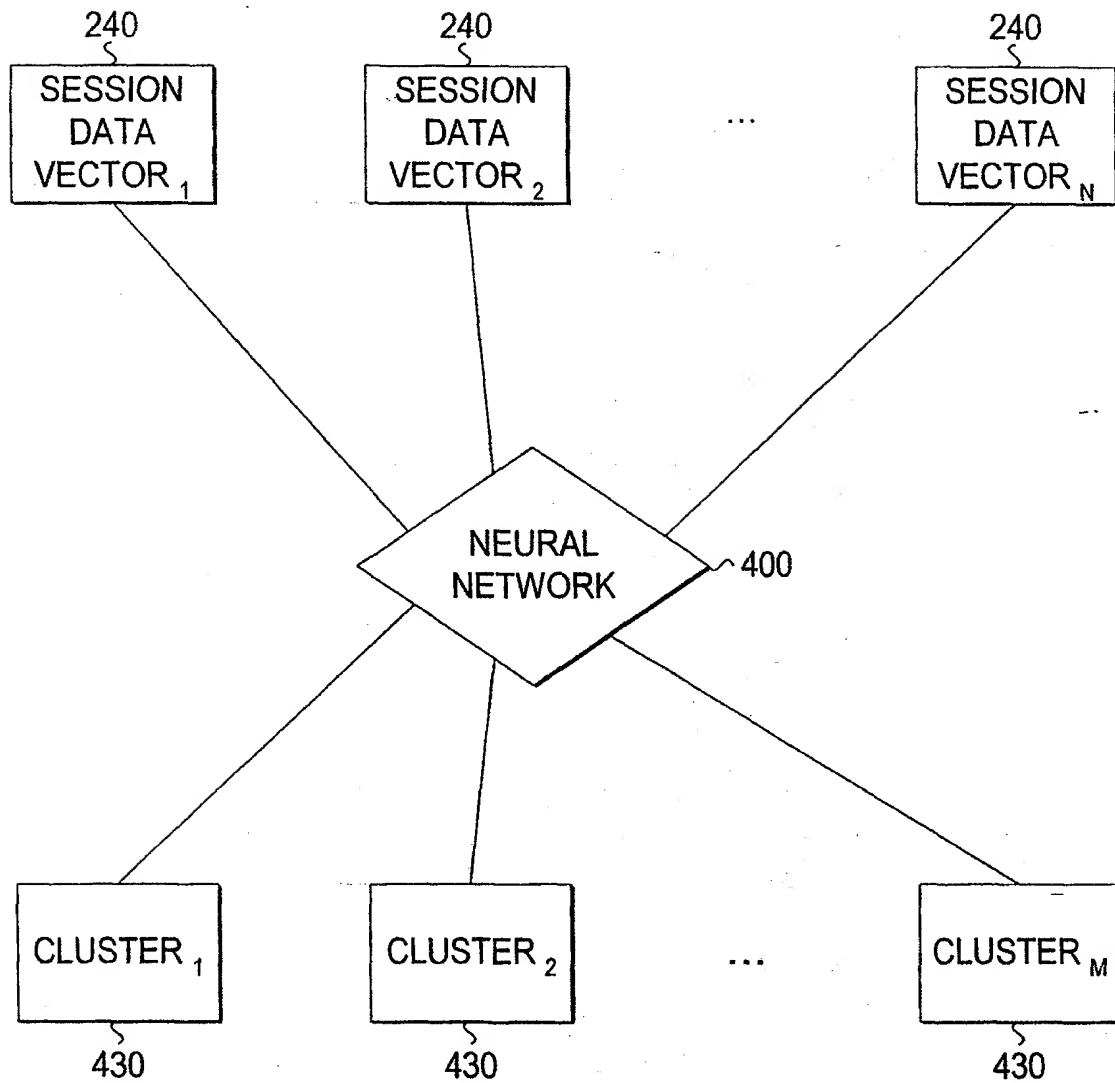 240 240 240
SESSION DATA VECTOR 1
SESSION DATA VECTOR 2
...
SESSION DATA VECTOR N
NEURAL NETWORK
400
CLUSTER 1
CLUSTER 2
...
CLUSTER M
430 430 430